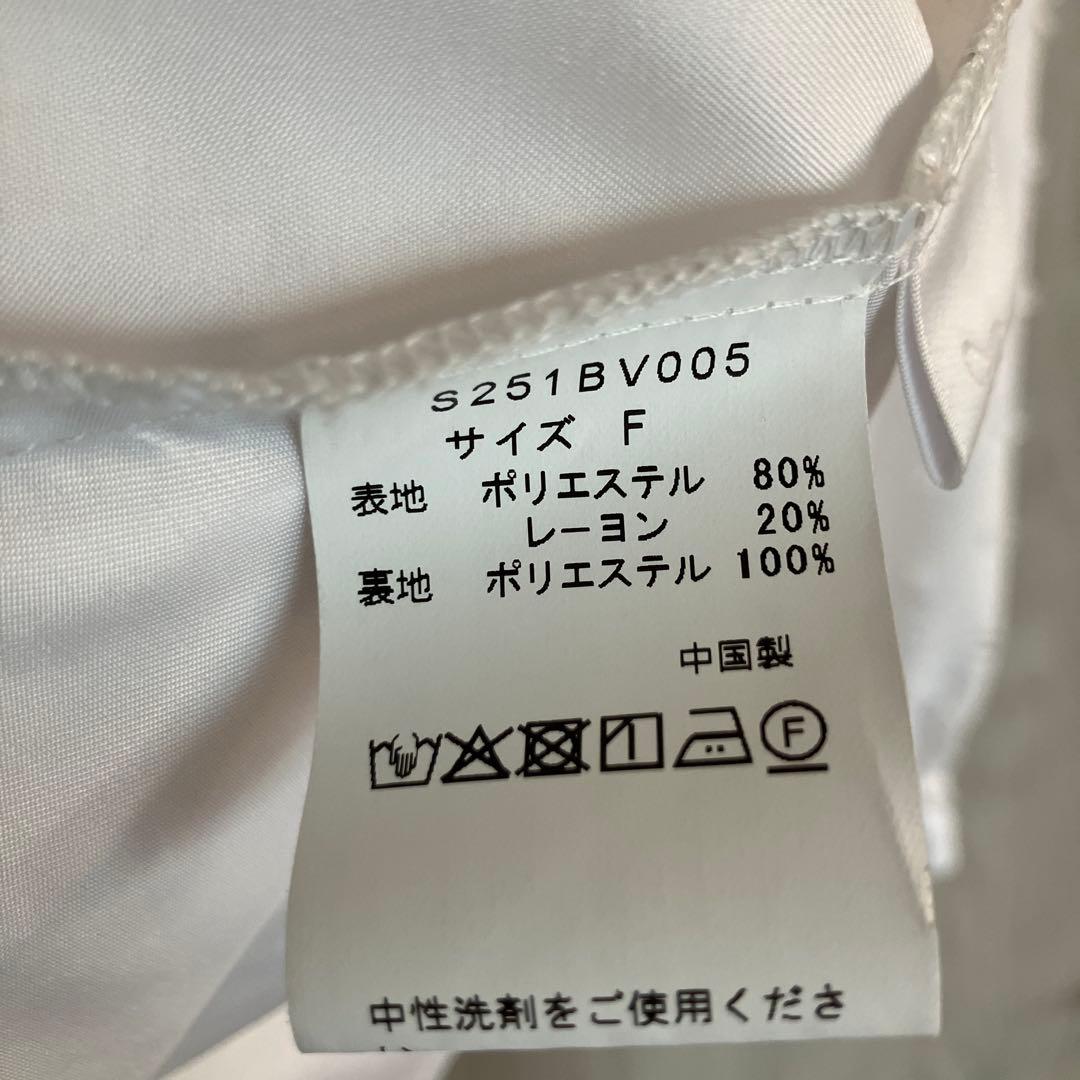 S251BV005
サイズ F
表地 ポリエステル 80%
レーヨン 20%
裏地 ポリエステル 100%
中国製
F
中性洗剤をご使用くださ